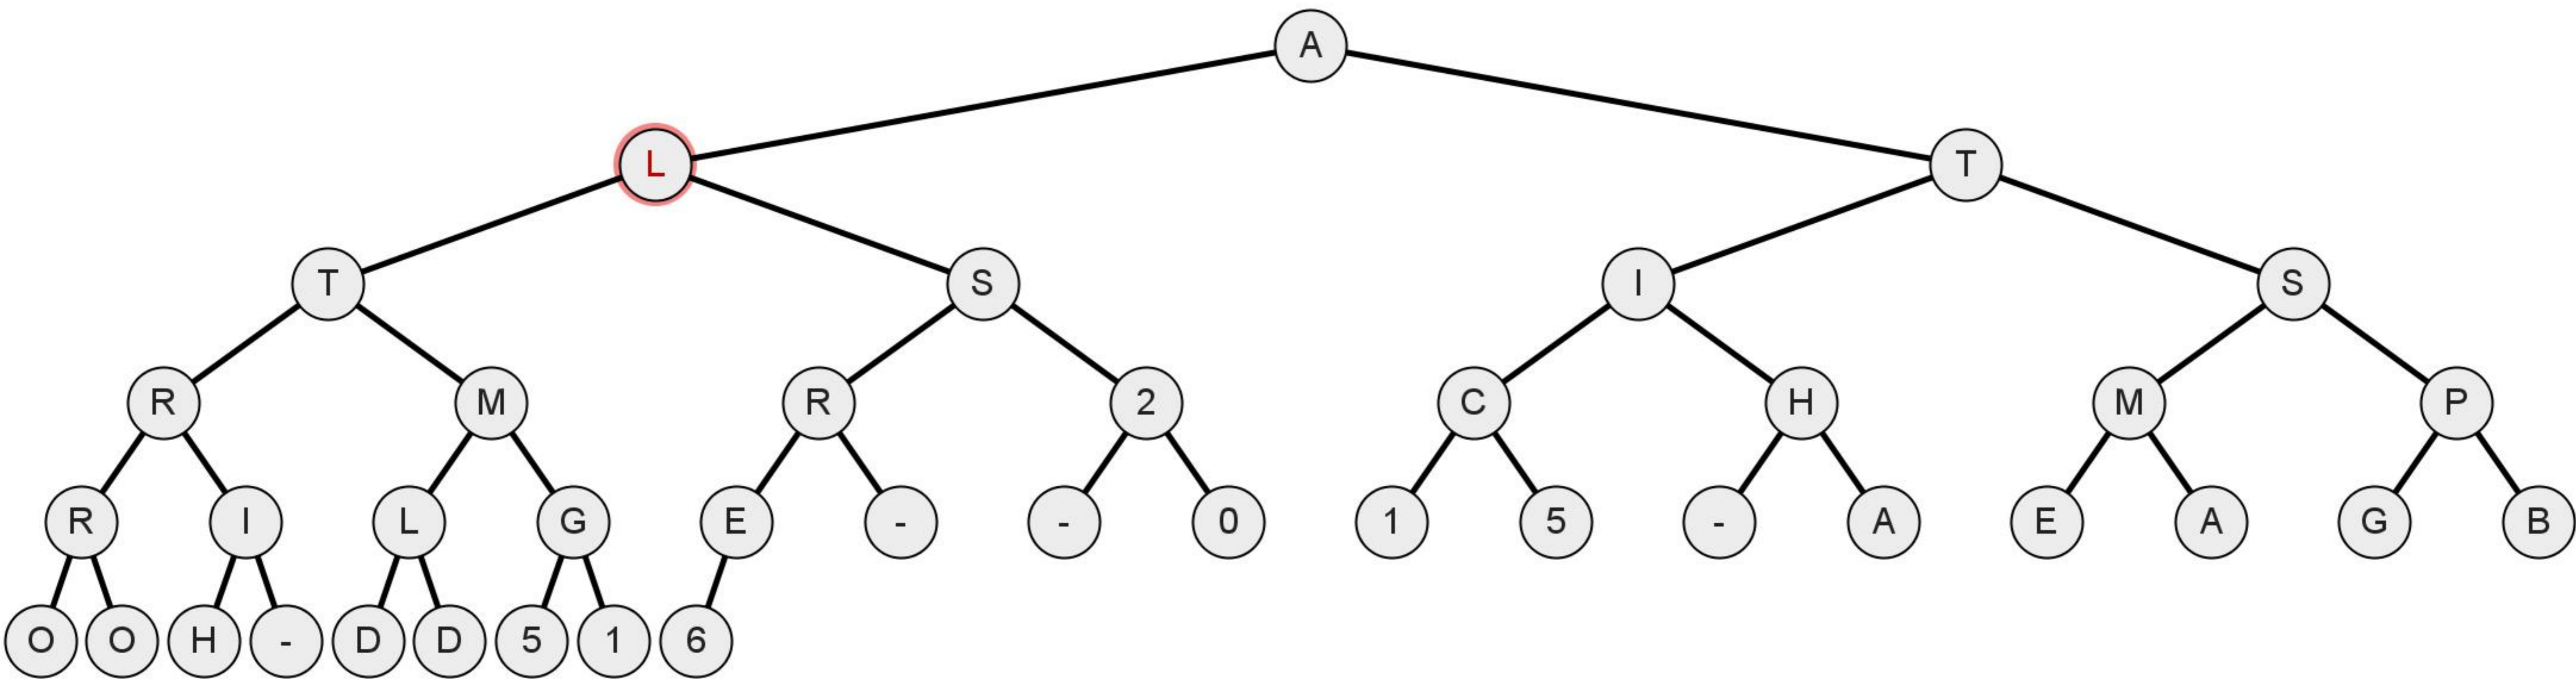 A
L T
T S I S
R M R 2 C H M P
R I L G E - - 0 1 5 - A E A G B
O O H - D D 5 1 6